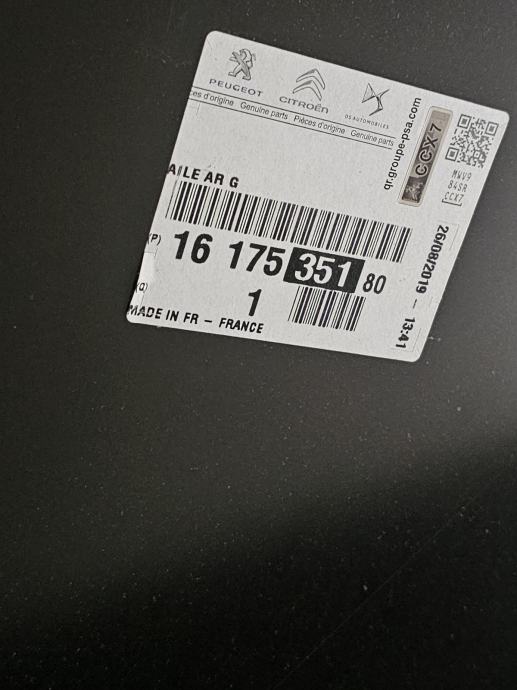 PEUGEOT
CITROËN
DS AUTOMOBILES
ces d'origine Genuine parts Pièces d'origine Genuine parts
qr.groupe-psa.com
CCX7
MWV9
84SR
CCX7
AILE AR G
(P) 16 175 351 80
(Q) 1
MADE IN FR – FRANCE
26/08/2019 – 13:41